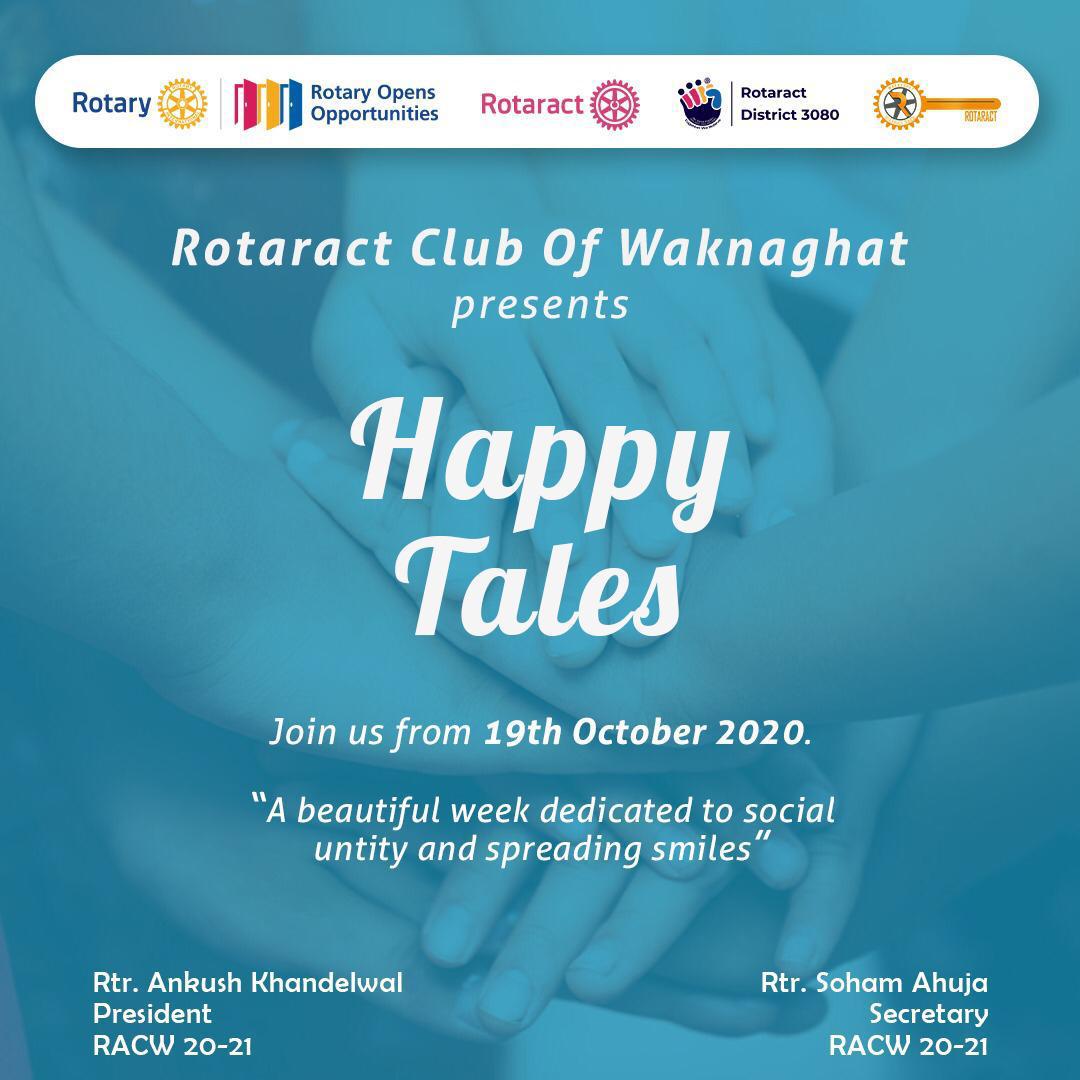 Rotary
Rotary Opens
Opportunities
Rotaract
Rotaract
District 3080
ROTARACT
Rotaract Club Of Waknaghat
presents
Happy
Tales
Join us from 19th October 2020.
“A beautiful week dedicated to social
untity and spreading smiles”
Rtr. Ankush Khandelwal
President
RACW 20-21
Rtr. Soham Ahuja
Secretary
RACW 20-21